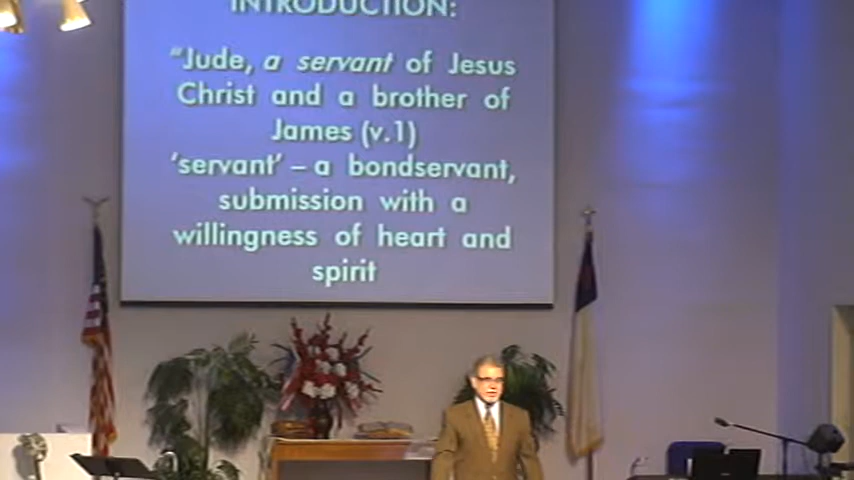 INTRODUCTION:
“Jude, a servant of Jesus
Christ and a brother of
James (v.1)
‘servant’ – a bondservant,
submission with a
willingness of heart and
spirit